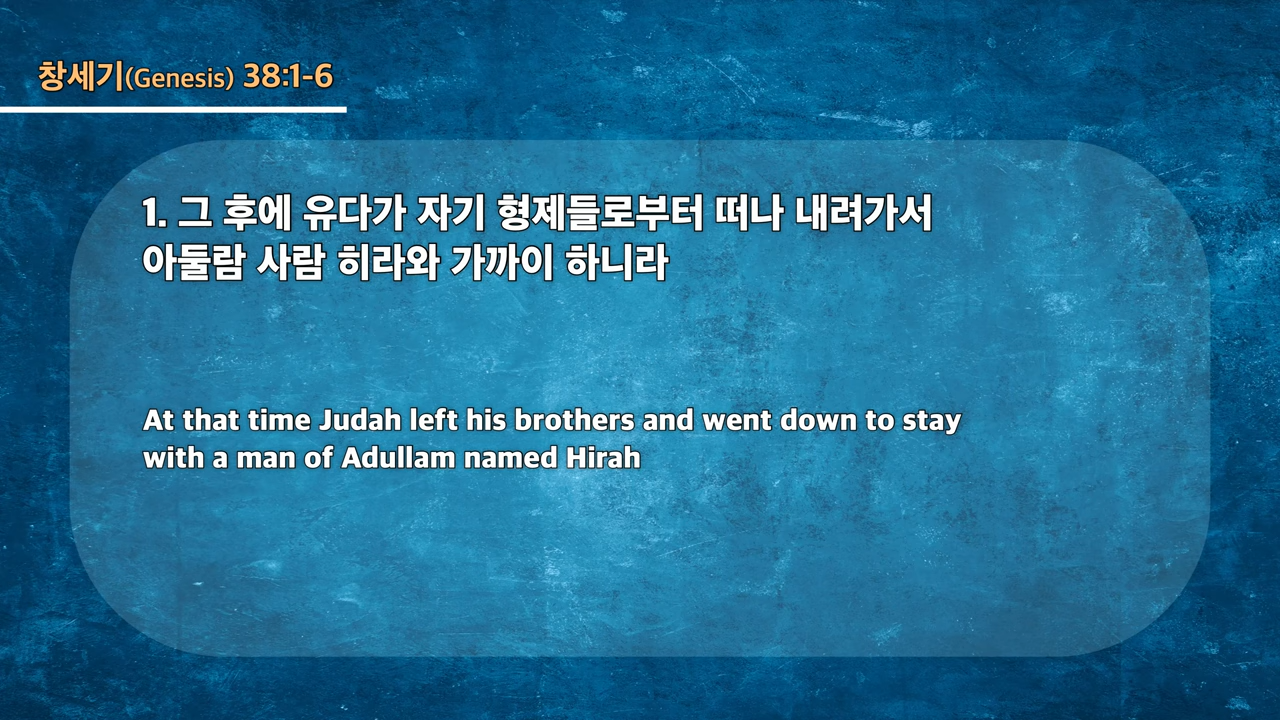 창세기(Genesis) 38:1-6
1. 그 후에 유다가 자기 형제들로부터 떠나 내려가서
아둘람 사람 히라와 가까이 하니라
At that time Judah left his brothers and went down to stay
with a man of Adullam named Hirah